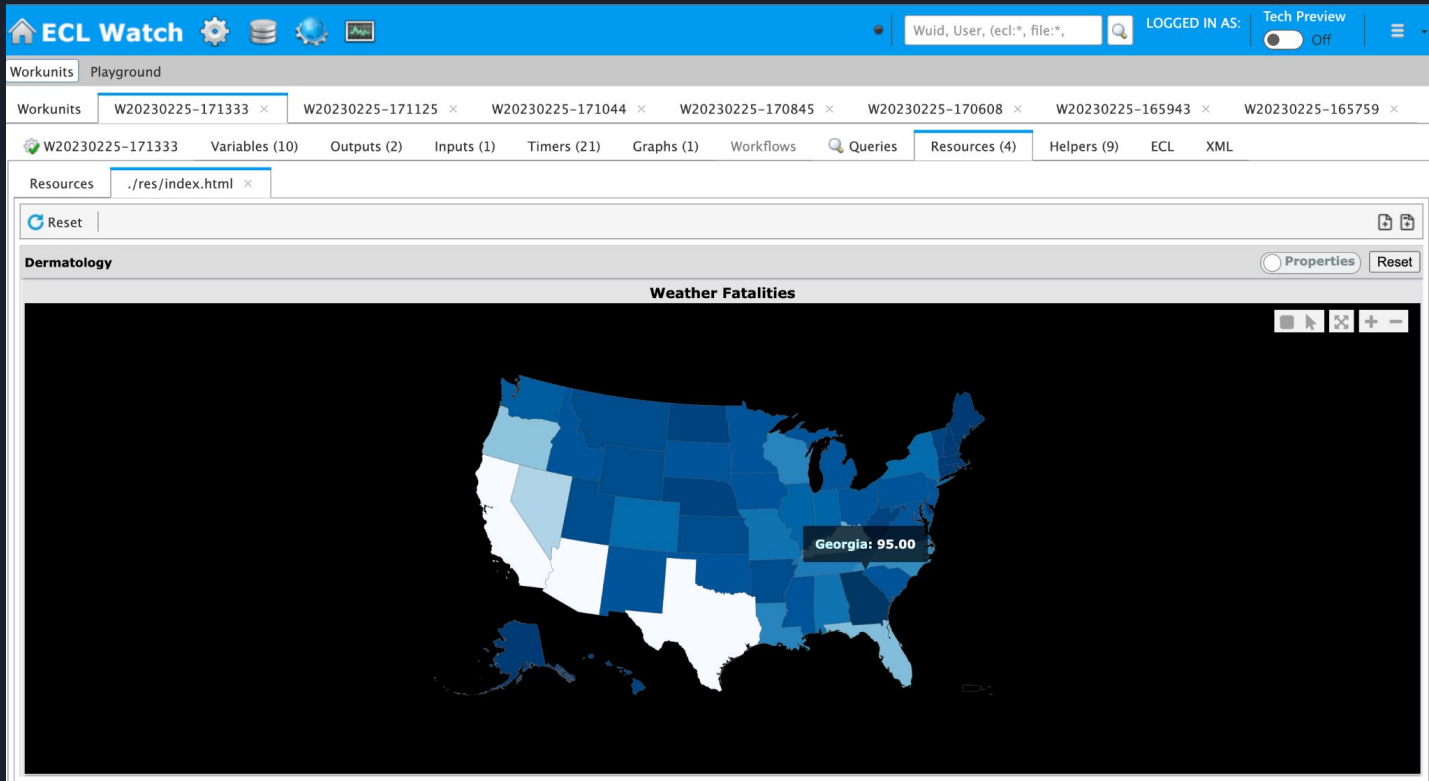 ECL Watch
Wuid, User, (ecl:*, file:*,
LOGGED IN AS:
Tech Preview
Off
Workunits Playground
Workunits W20230225-171333 × W20230225-171125 × W20230225-171044 × W20230225-170845 × W20230225-170608 × W20230225-165943 × W20230225-165759 ×
W20230225-171333 Variables (10) Outputs (2) Inputs (1) Timers (21) Graphs (1) Workflows Queries Resources (4) Helpers (9) ECL XML
Resources ./res/index.html ×
Reset
Dermatology Properties Reset
Weather Fatalities
Georgia: 95.00